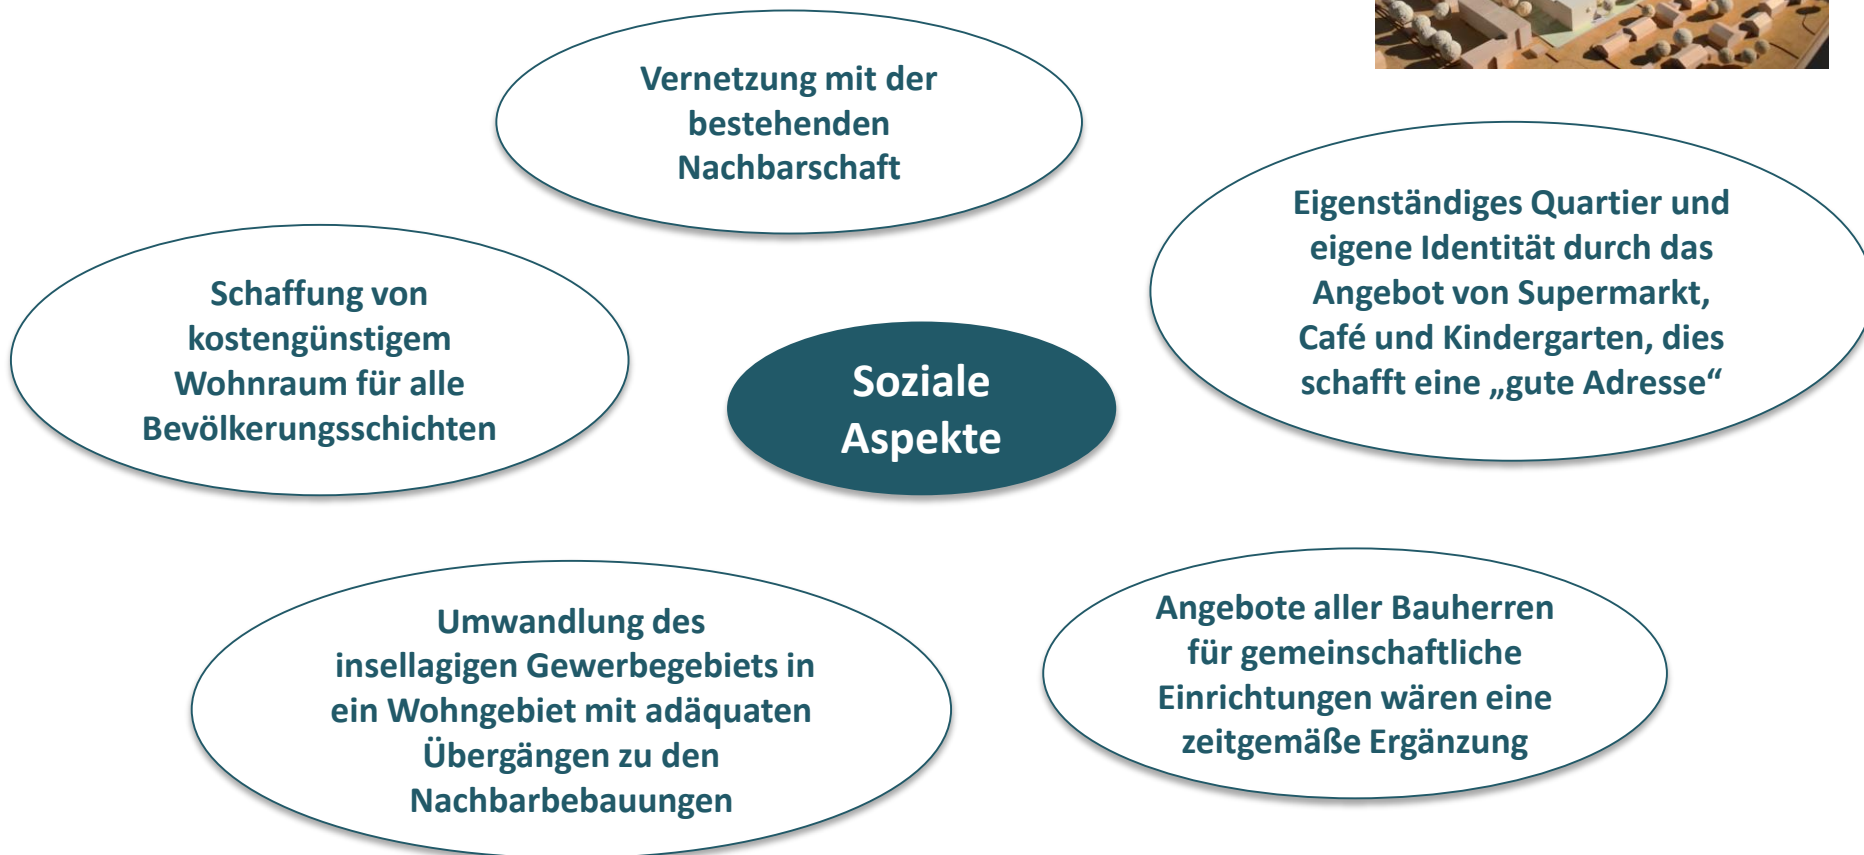 Vernetzung mit der
bestehenden
Nachbarschaft
Eigenständiges Quartier und
eigene Identität durch das
Angebot von Supermarkt,
Café und Kindergarten, dies
schafft eine „gute Adresse“
Schaffung von
kostengünstigem
Wohnraum für alle
Bevölkerungsschichten
Soziale
Aspekte
Umwandlung des
insellagigen Gewerbegebiets in
ein Wohngebiet mit adäquaten
Übergängen zu den
Nachbarbebauungen
Angebote aller Bauherren
für gemeinschaftliche
Einrichtungen wären eine
zeitgemäße Ergänzung